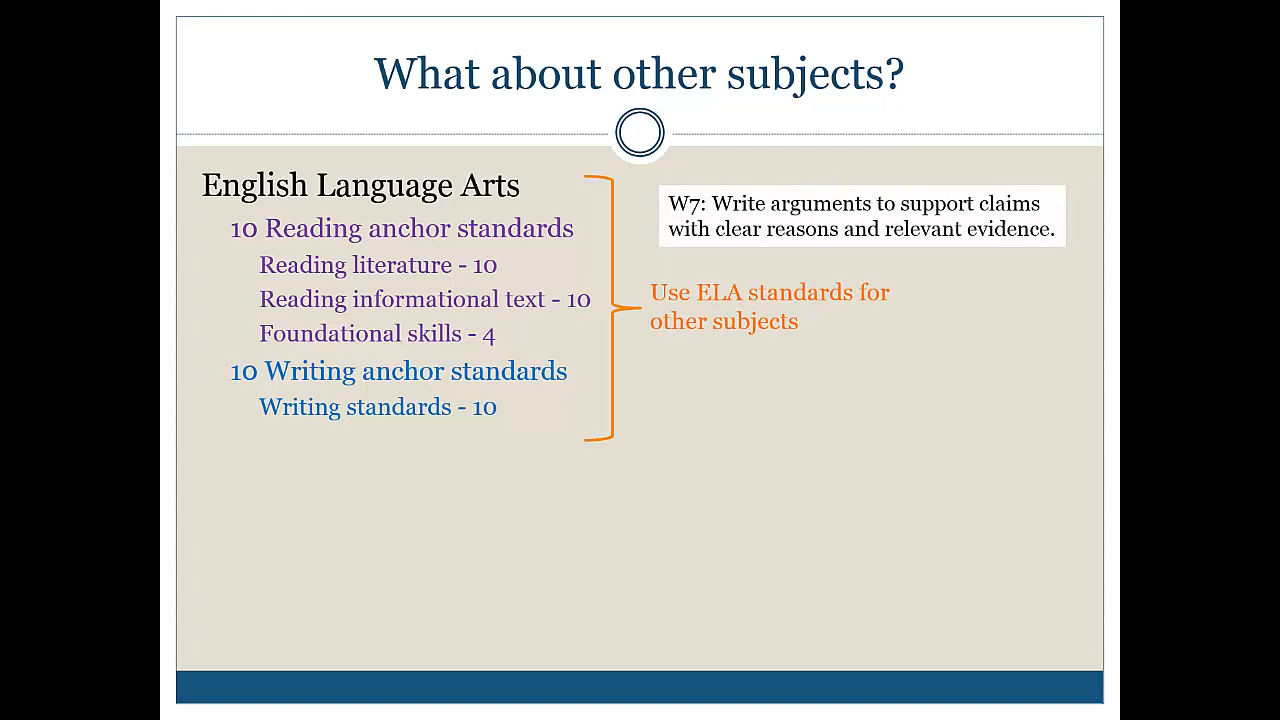 What about other subjects?
English Language Arts
10 Reading anchor standards
Reading literature - 10
Reading informational text - 10
Foundational skills - 4
10 Writing anchor standards
Writing standards - 10
W7: Write arguments to support claims
with clear reasons and relevant evidence.
Use ELA standards for
other subjects